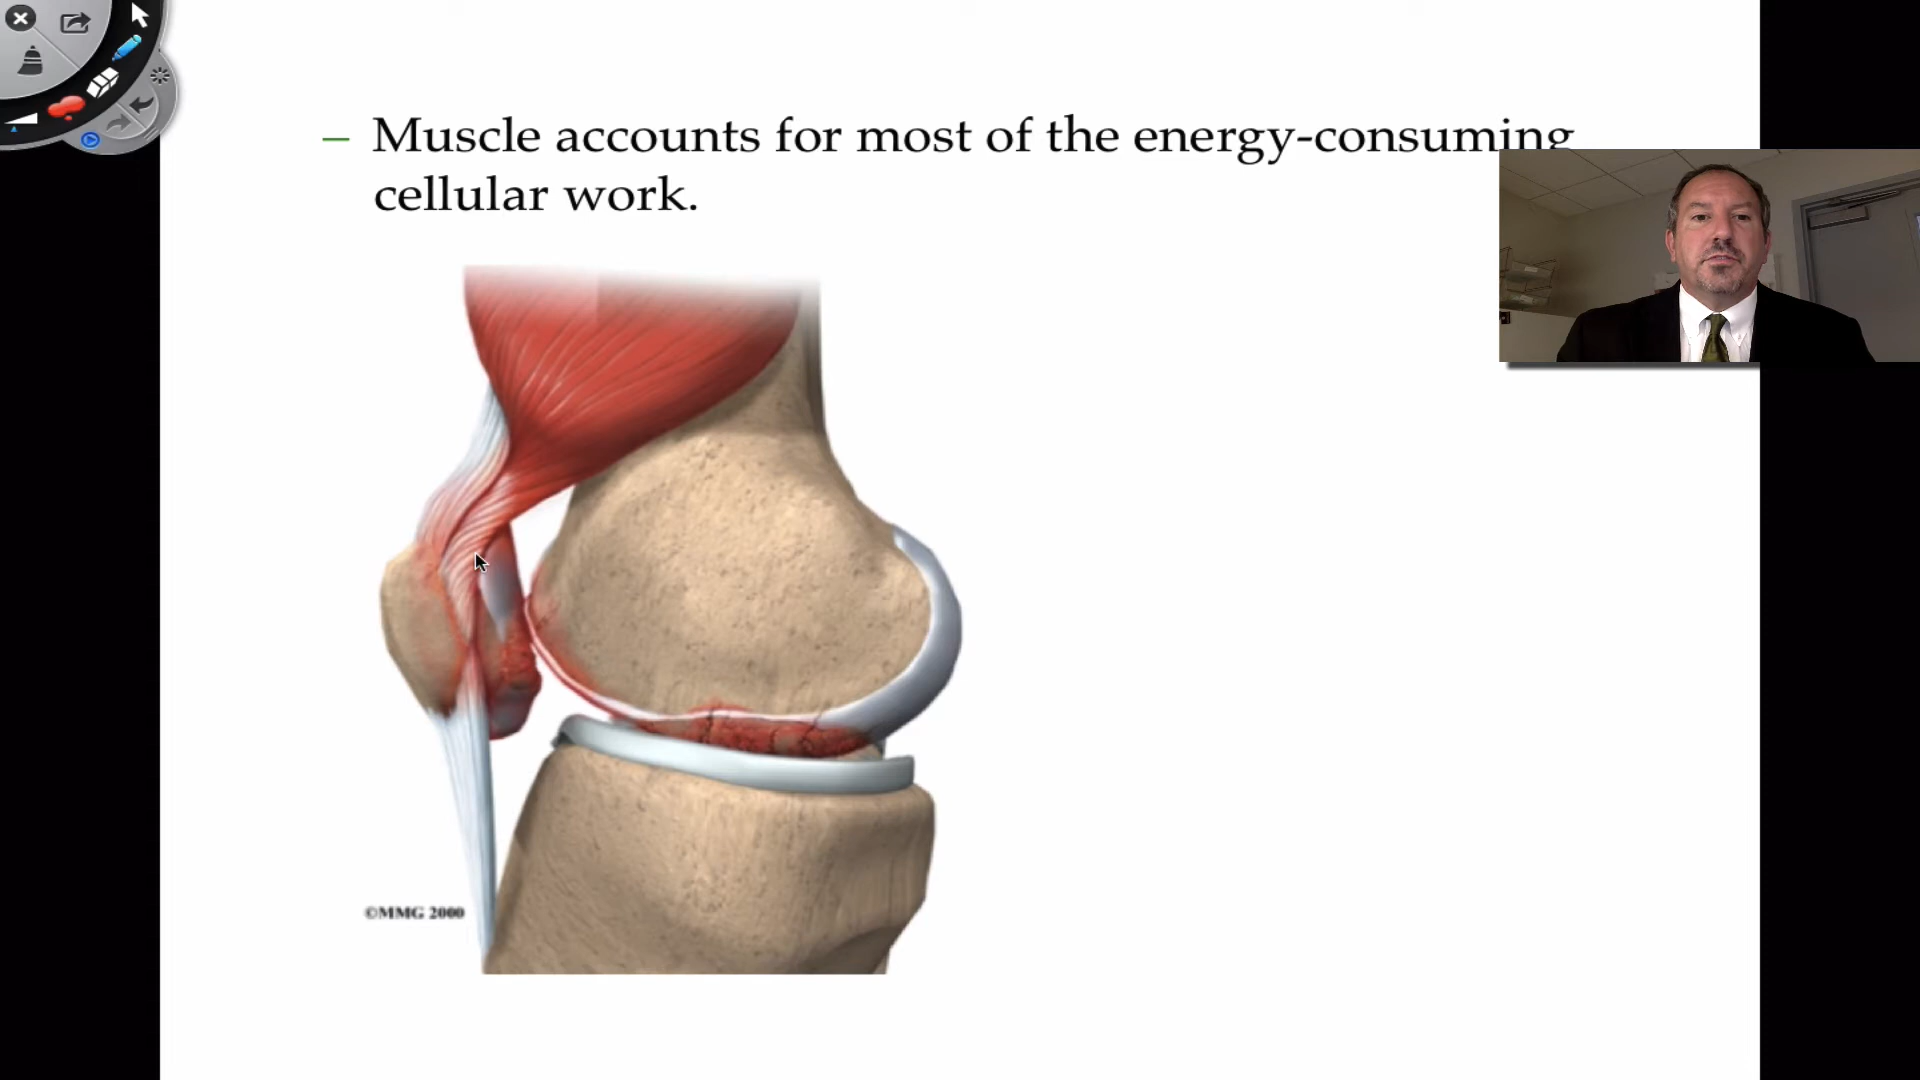 – Muscle accounts for most of the energy-consuming
cellular work.
©MMG 2000